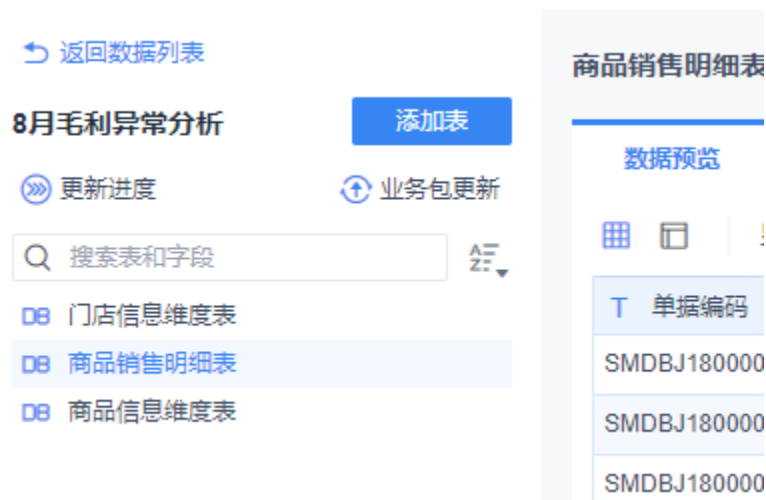 返回数据列表
8月毛利异常分析
添加表
更新进度
业务包更新
搜索表和字段
DB 门店信息维度表
DB 商品销售明细表
DB 商品信息维度表
商品销售明细表
数据预览
T 单据编码
SMDBJ180000
SMDBJ180000
SMDBJ180000